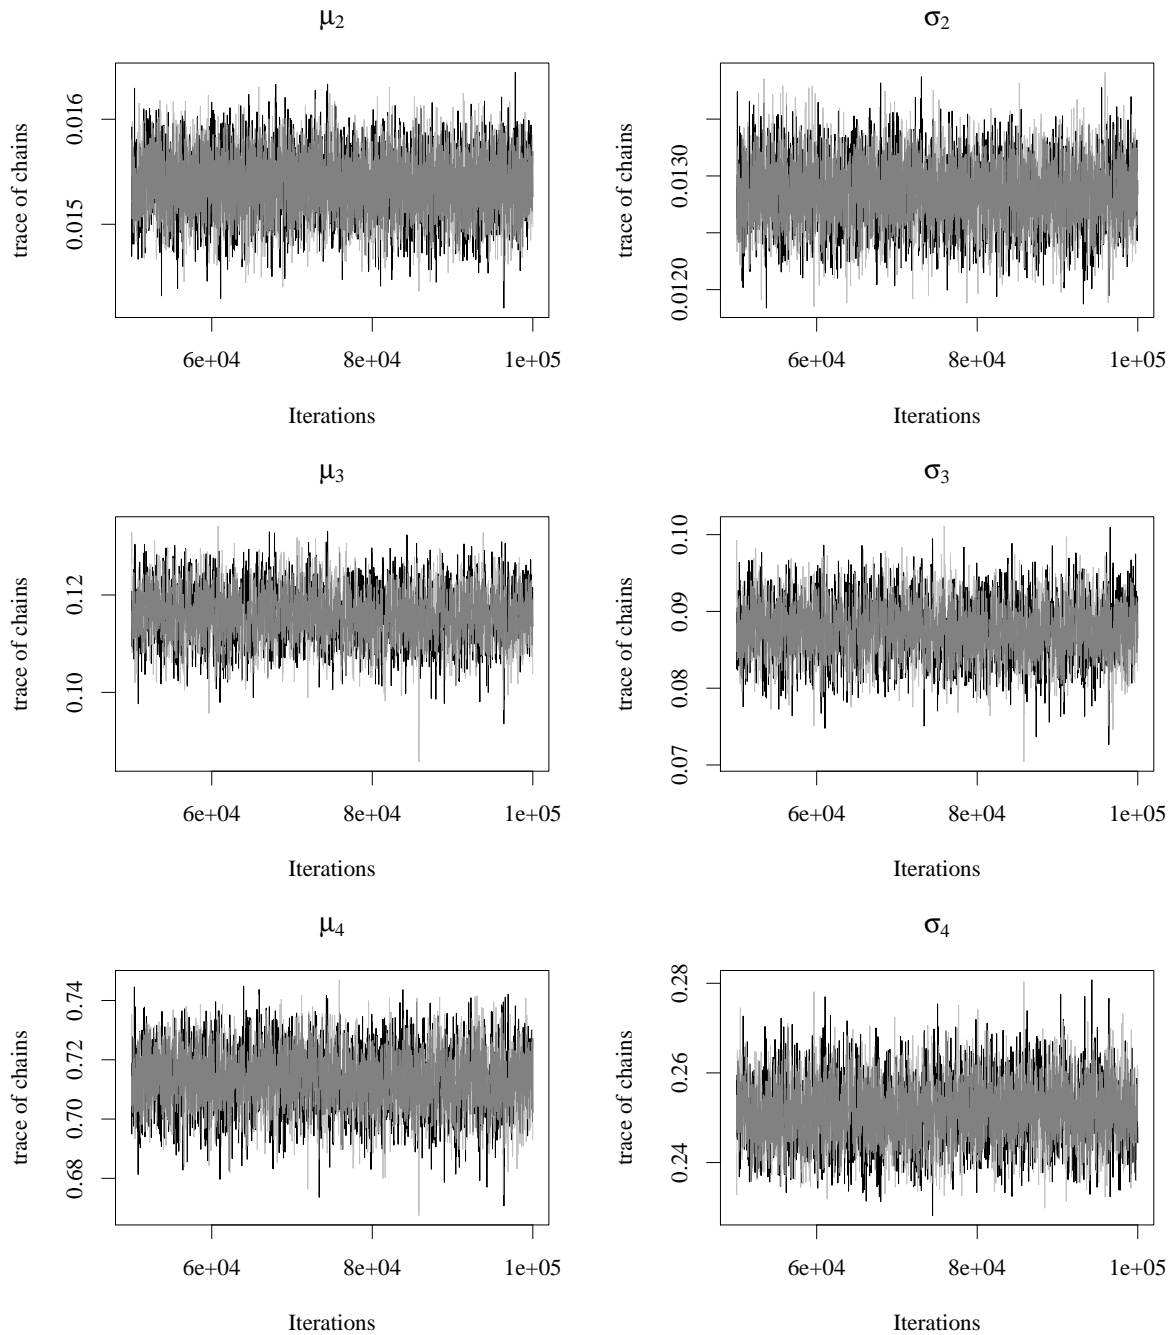 μ₂
σ₂
trace of chains
0.015 0.016
6e+04 8e+04 1e+05
Iterations
trace of chains
0.0120 0.0130
6e+04 8e+04 1e+05
Iterations
μ₃
σ₃
trace of chains
0.10 0.12
6e+04 8e+04 1e+05
Iterations
trace of chains
0.07 0.08 0.09 0.10
6e+04 8e+04 1e+05
Iterations
μ₄
σ₄
trace of chains
0.68 0.70 0.72 0.74
6e+04 8e+04 1e+05
Iterations
trace of chains
0.24 0.26 0.28
6e+04 8e+04 1e+05
Iterations